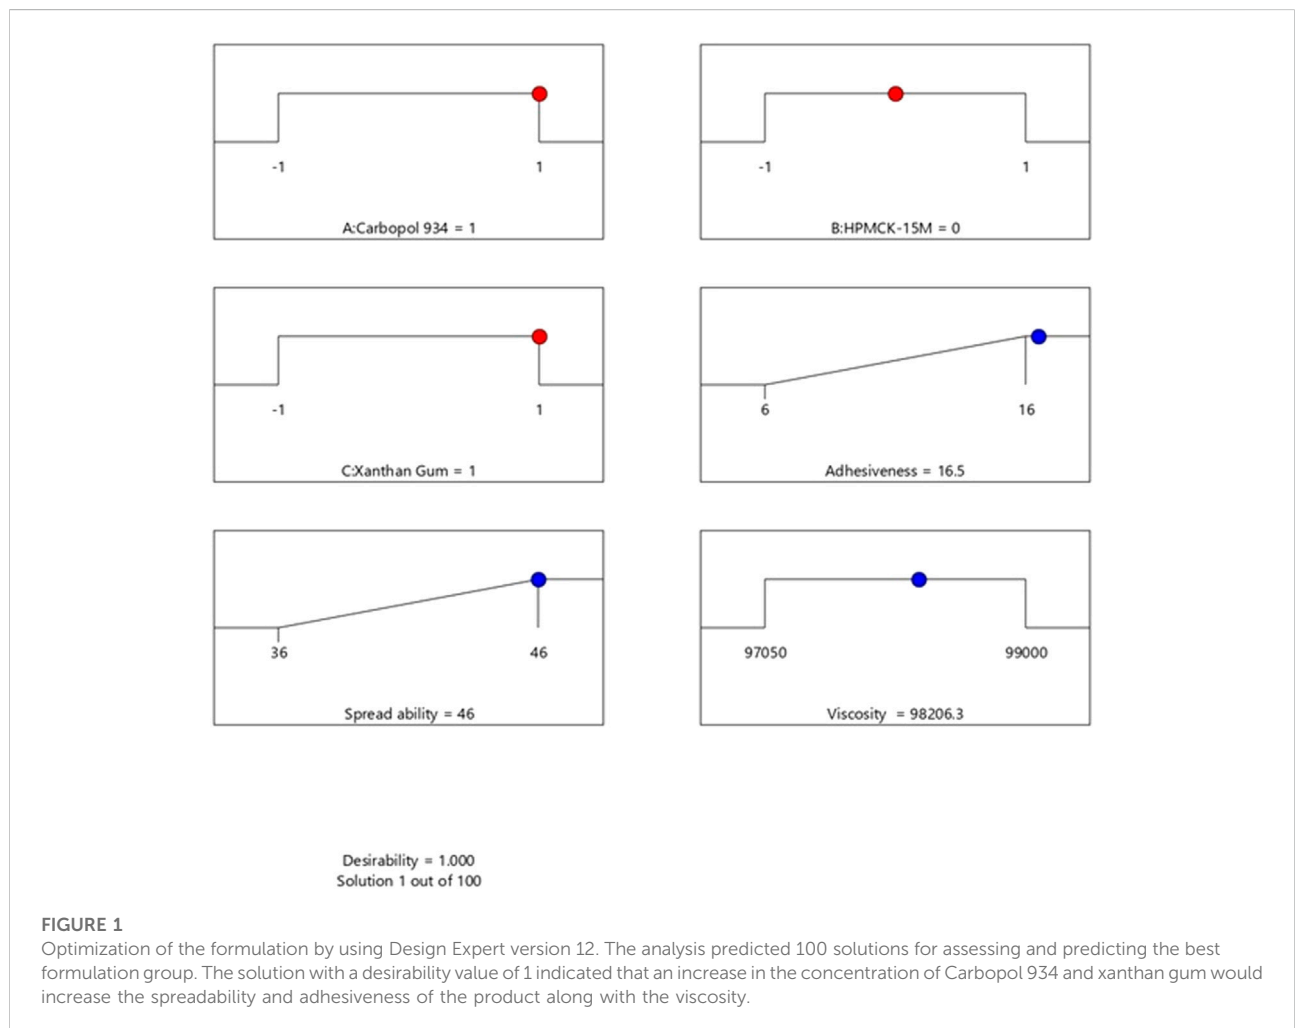 -1 1
A:Carbopol 934 = 1
-1 1
B:HPMCK-15M = 0
-1 1
C:Xanthan Gum = 1
6 16
Adhesiveness = 16.5
36 46
Spread ability = 46
97050 99000
Viscosity = 98206.3
Desirability = 1.000
Solution 1 out of 100
FIGURE 1
Optimization of the formulation by using Design Expert version 12. The analysis predicted 100 solutions for assessing and predicting the best
formulation group. The solution with a desirability value of 1 indicated that an increase in the concentration of Carbopol 934 and xanthan gum would
increase the spreadability and adhesiveness of the product along with the viscosity.